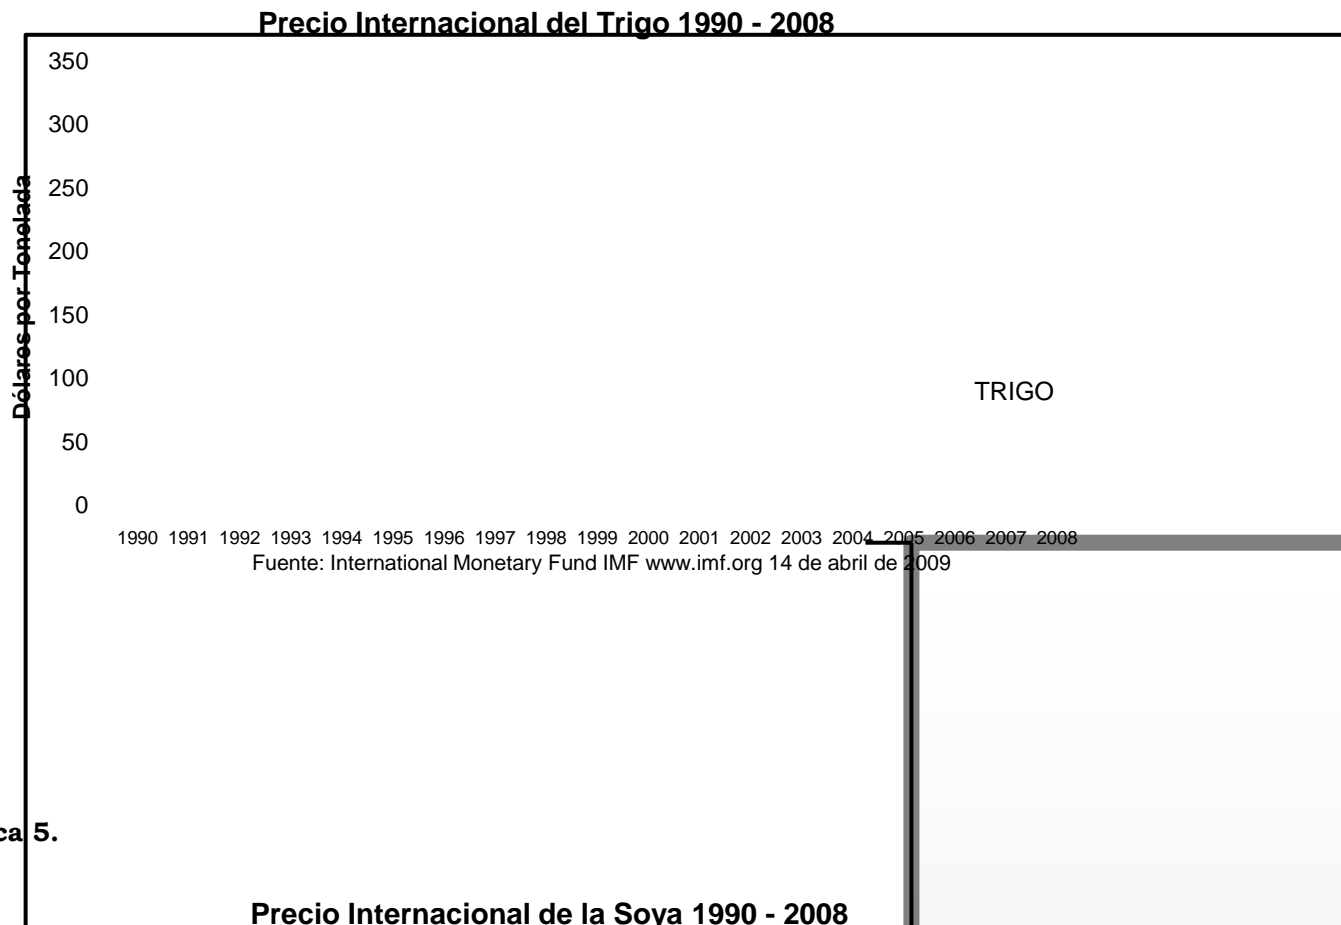 Precio Internacional del Trigo 1990 - 2008
350
300
250
200
150
100
50
0
Dólares por Tonelada
TRIGO
1990 1991 1992 1993 1994 1995 1996 1997 1998 1999 2000 2001 2002 2003 2004 2005 2006 2007 2008
Fuente: International Monetary Fund IMF www.imf.org 14 de abril de 2009
ca 5.
Precio Internacional de la Soya 1990 - 2008